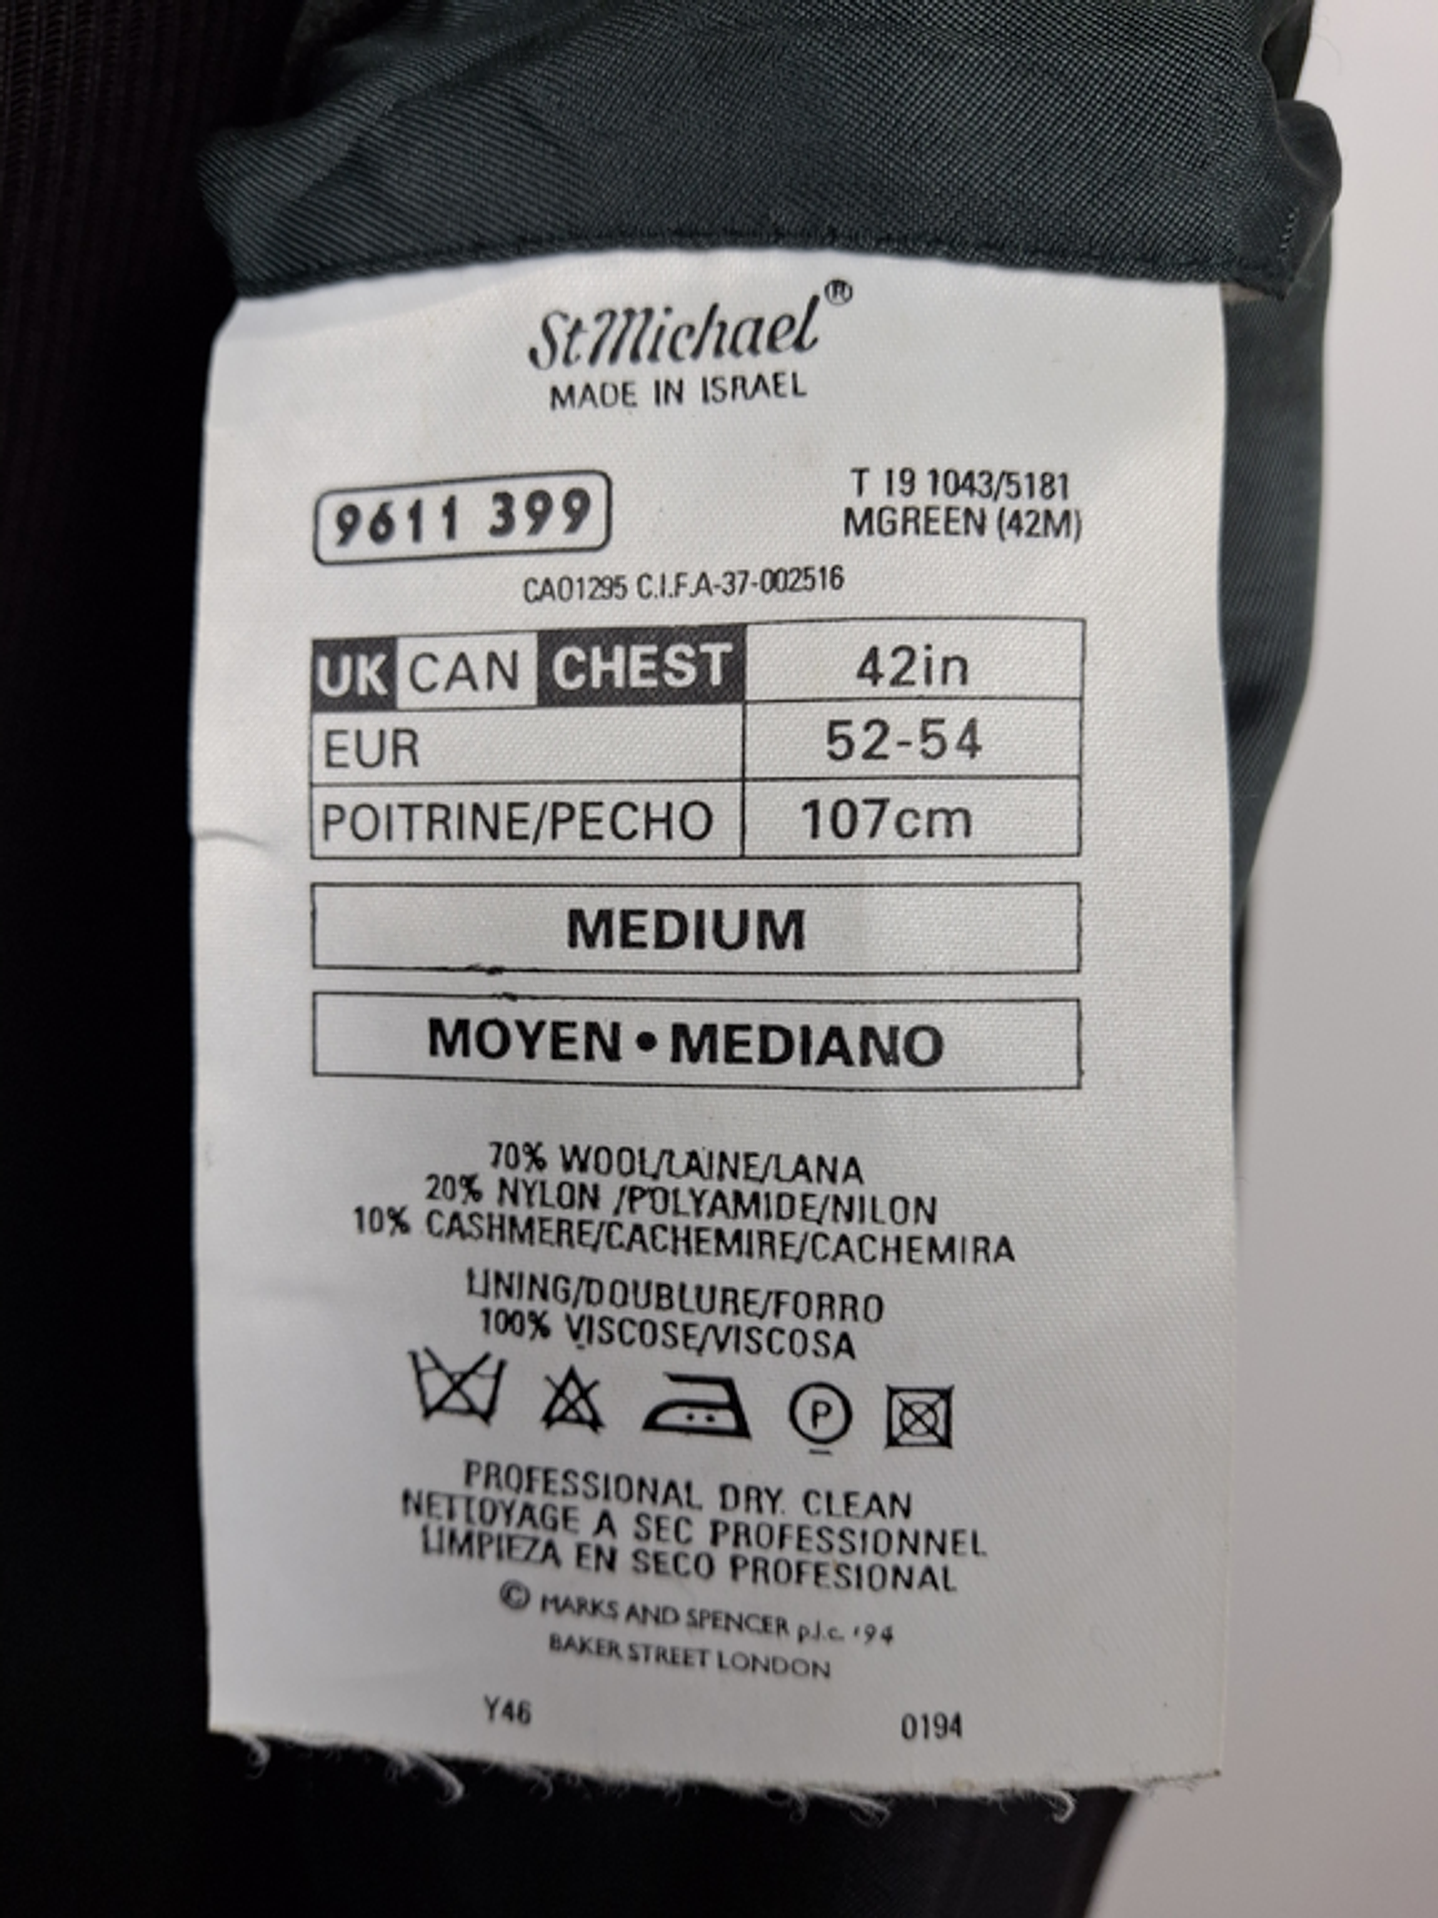 St Michael®
MADE IN ISRAEL
9611 399
T 19 1043/5181
MGREEN (42M)
CA01295 C.I.F.A-37-002516
UK CAN CHEST 42in
EUR 52-54
POITRINE/PECHO 107cm
MEDIUM
MOYEN • MEDIANO
70% WOOL/LAINE/LANA
20% NYLON /POLYAMIDE/NILON
10% CASHMERE/CACHEMIRE/CACHEMIRA
LINING/DOUBLURE/FORRO
100% VISCOSE/VISCOSA
P
PROFESSIONAL DRY. CLEAN
NETTOYAGE A SEC PROFESSIONNEL
LIMPIEZA EN SECO PROFESIONAL
© MARKS AND SPENCER p.l.c. '94
BAKER STREET LONDON
Y46 0194